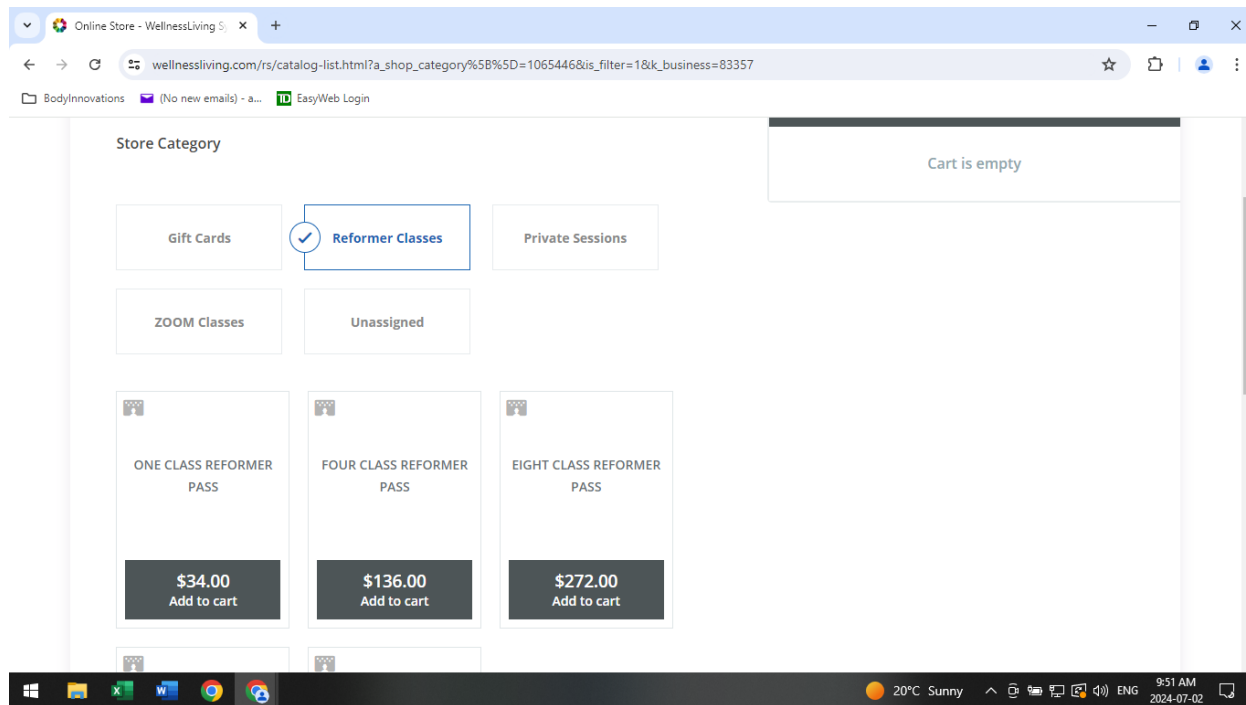 Online Store - WellnessLiving Sy
wellnessliving.com/rs/catalog-list.html?a_shop_category%5B%5D=1065446&is_filter=1&k_business=83357
BodyInnovations (No new emails) - a... TD EasyWeb Login
Store Category
Cart is empty
Gift Cards Reformer Classes Private Sessions
ZOOM Classes Unassigned
ONE CLASS REFORMER
PASS
$34.00
Add to cart
FOUR CLASS REFORMER
PASS
$136.00
Add to cart
EIGHT CLASS REFORMER
PASS
$272.00
Add to cart
20°C Sunny ENG 9:51 AM
2024-07-02